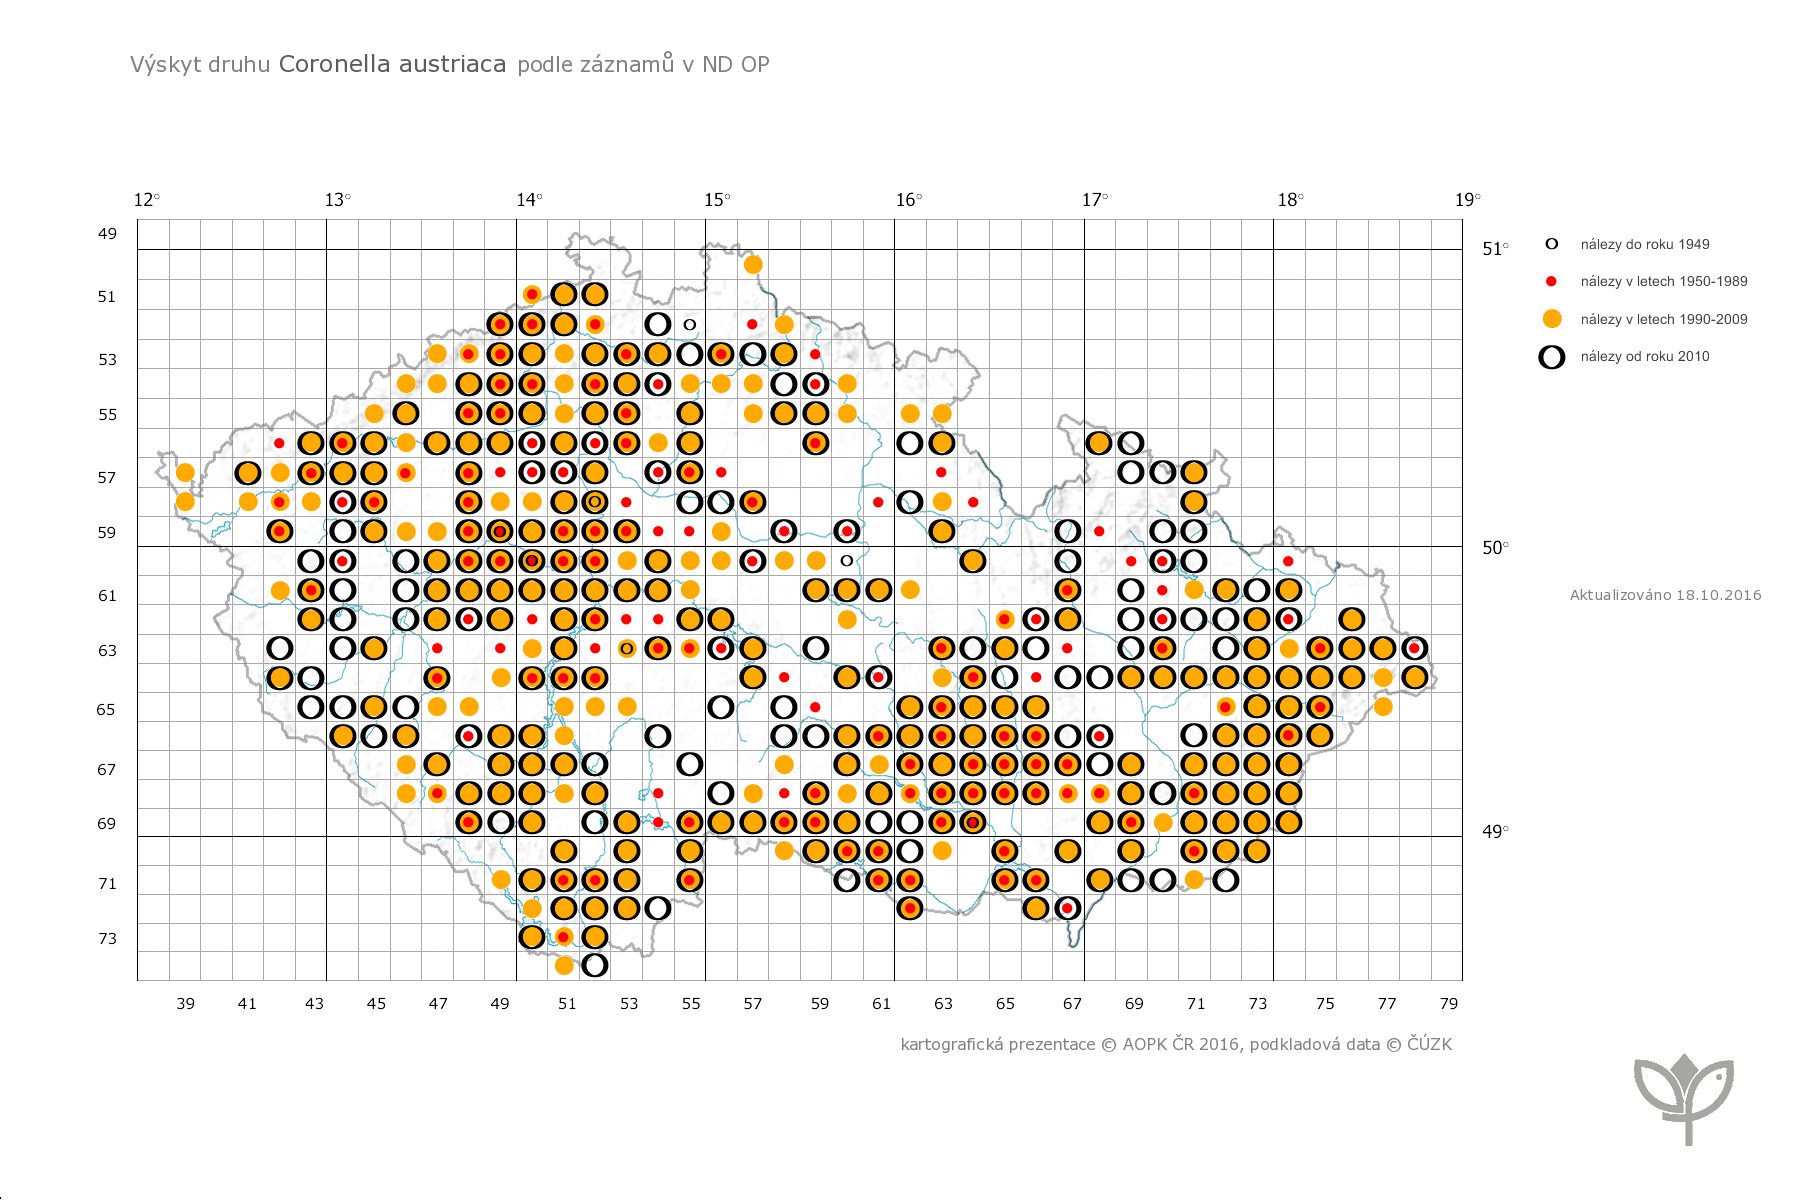 Výskyt druhu Coronella austriaca podle záznamů v ND OP
12° 13° 14° 15° 16° 17° 18° 19°
49
51°
nálezy do roku 1949
51
nálezy v letech 1950-1989
nálezy v letech 1990-2009
53
nálezy od roku 2010
55
57
59
50°
61
Aktualizováno 18.10.2016
63
65
67
69
49°
71
73
39 41 43 45 47 49 51 53 55 57 59 61 63 65 67 69 71 73 75 77 79
kartografická prezentace © AOPK ČR 2016, podkladová data © ČÚZK